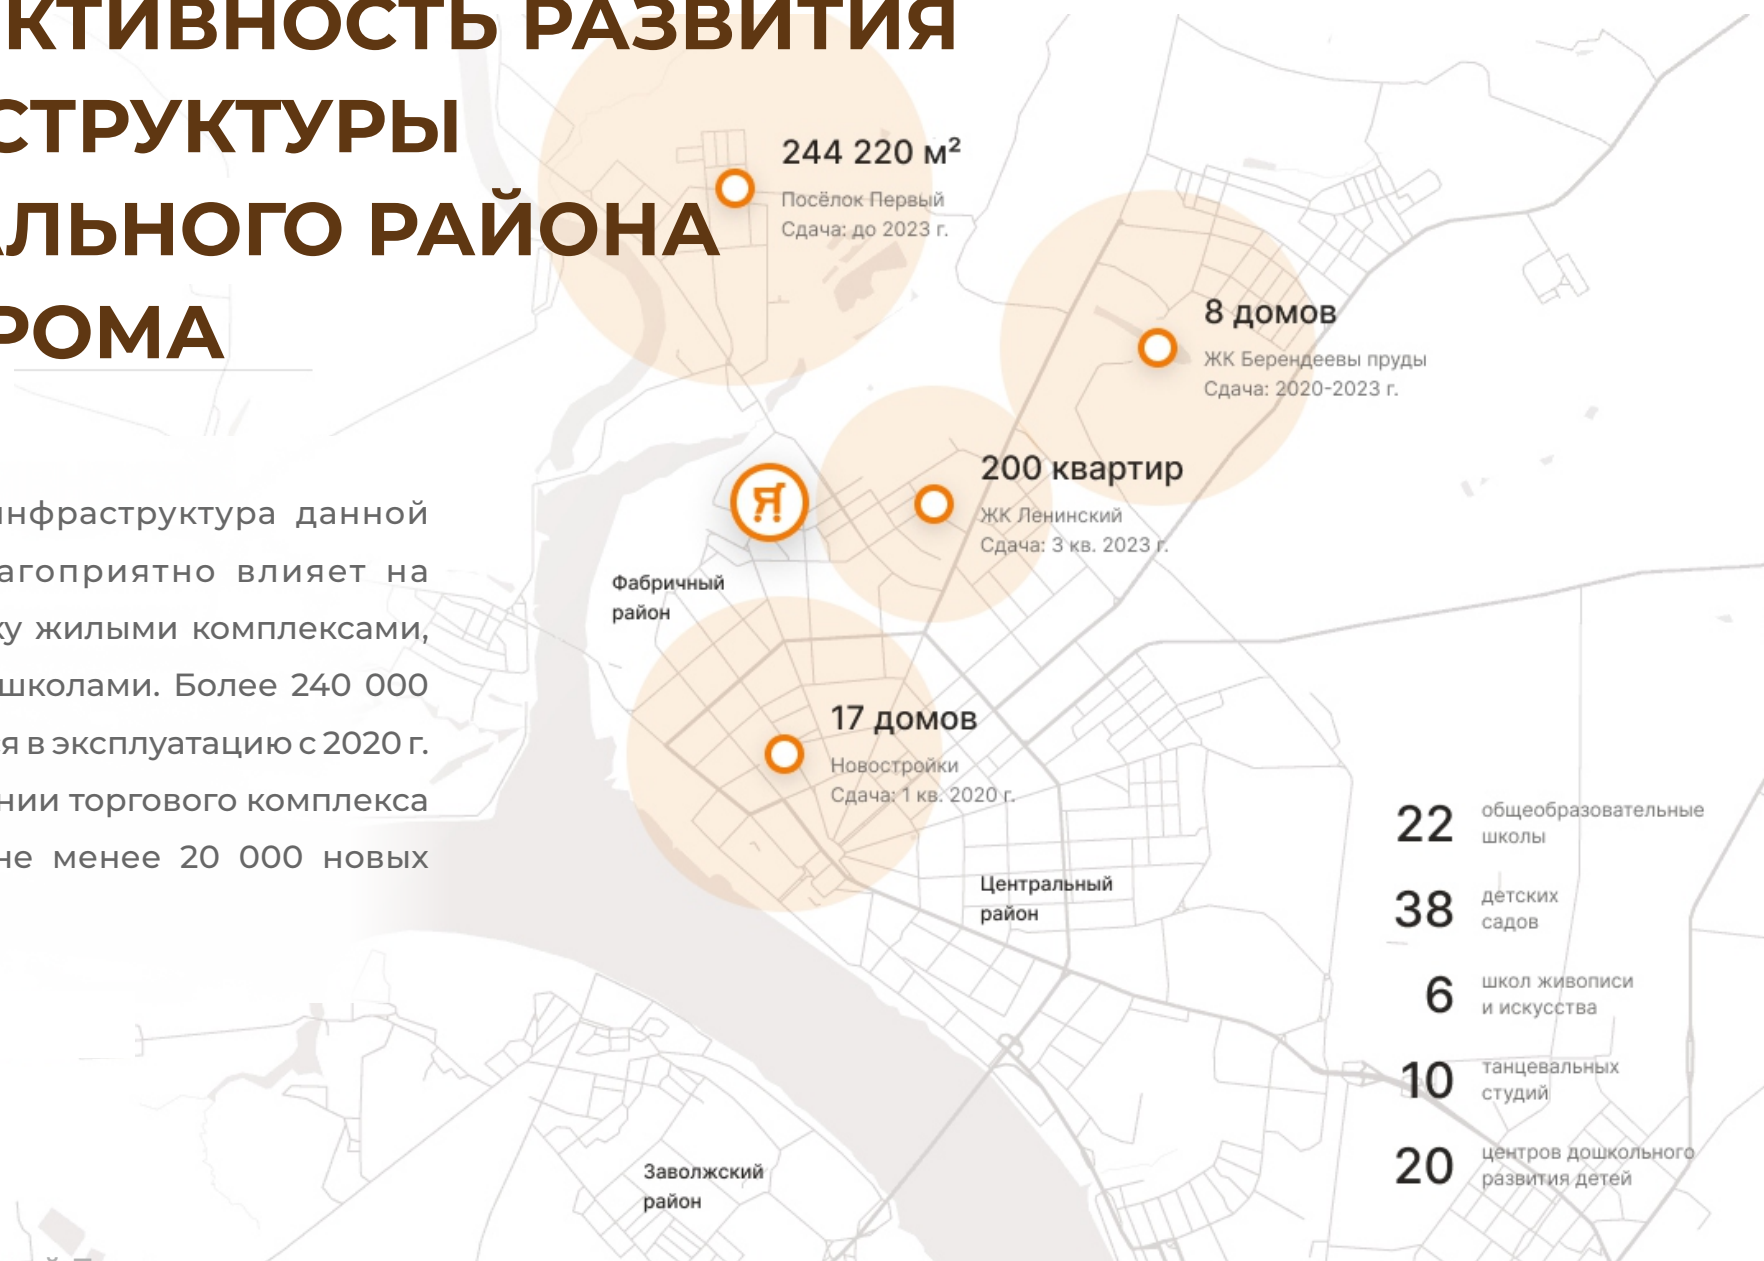 КТИВНОСТЬ РАЗВИТИЯ
СТРУКТУРЫ
АЛЬНОГО РАЙОНА
РОМА
инфраструктура данной
агоприятно влияет на
ку жилыми комплексами,
школами. Более 240 000
я в эксплуатацию с 2020 г.
нии торгового комплекса
не менее 20 000 новых
244 220 м²
Посёлок Первый
Сдача: до 2023 г.
8 домов
ЖК Берендеевы пруды
Сдача: 2020-2023 г.
200 квартир
ЖК Ленинский
Сдача: 3 кв. 2023 г.
Фабричный
район
17 домов
Новостройки
Сдача: 1 кв. 2020 г.
Центральный
район
Заволжский
район
22 общеобразовательные
школы
38 детских
садов
6 школ живописи
и искусства
10 танцевальных
студий
20 центров дошкольного
развития детей